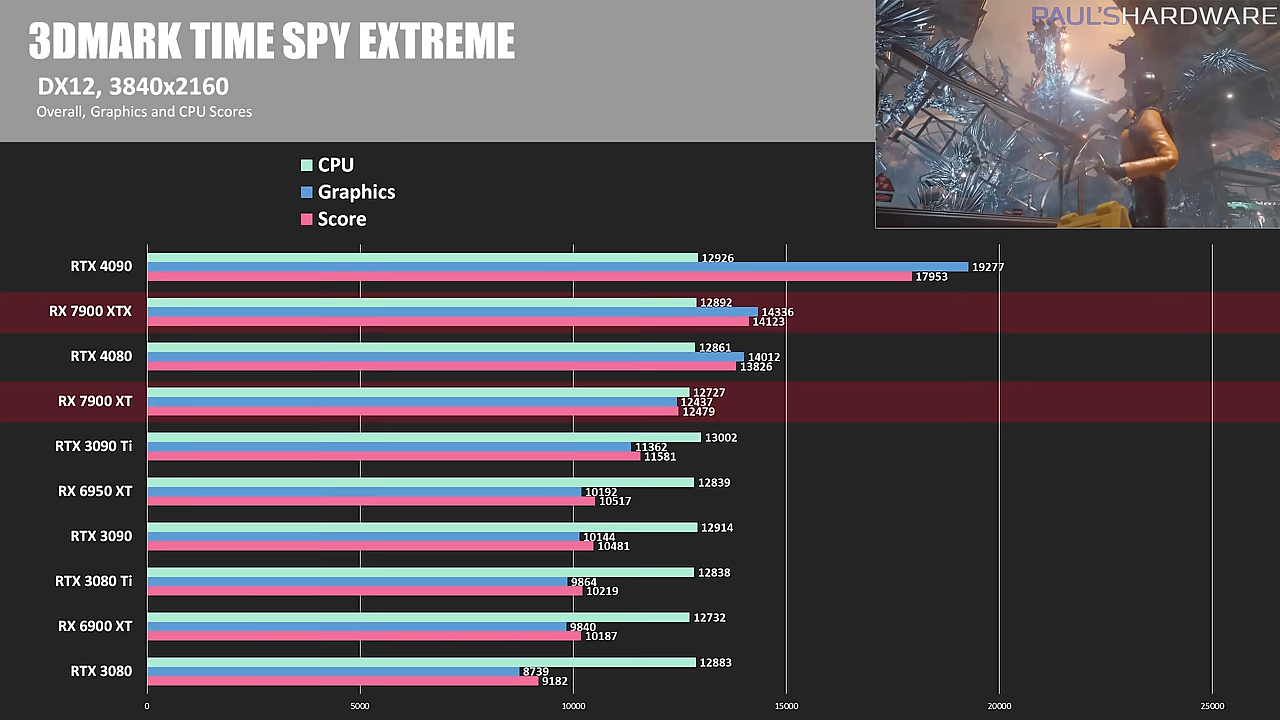 3DMARK TIME SPY EXTREME
PAUL'SHARDWARE
DX12, 3840x2160
Overall, Graphics and CPU Scores
CPU
Graphics
Score
RTX 4090
12926
19277
17953
RX 7900 XTX
12892
14336
14123
RTX 4080
12861
14012
13826
RX 7900 XT
12727
12437
12479
RTX 3090 Ti
13002
11362
11581
RX 6950 XT
12839
10192
10517
RTX 3090
12914
10144
10481
RTX 3080 Ti
12838
9864
10219
RX 6900 XT
12732
9840
10187
RTX 3080
12883
8739
9182
0 5000 10000 15000 20000 25000